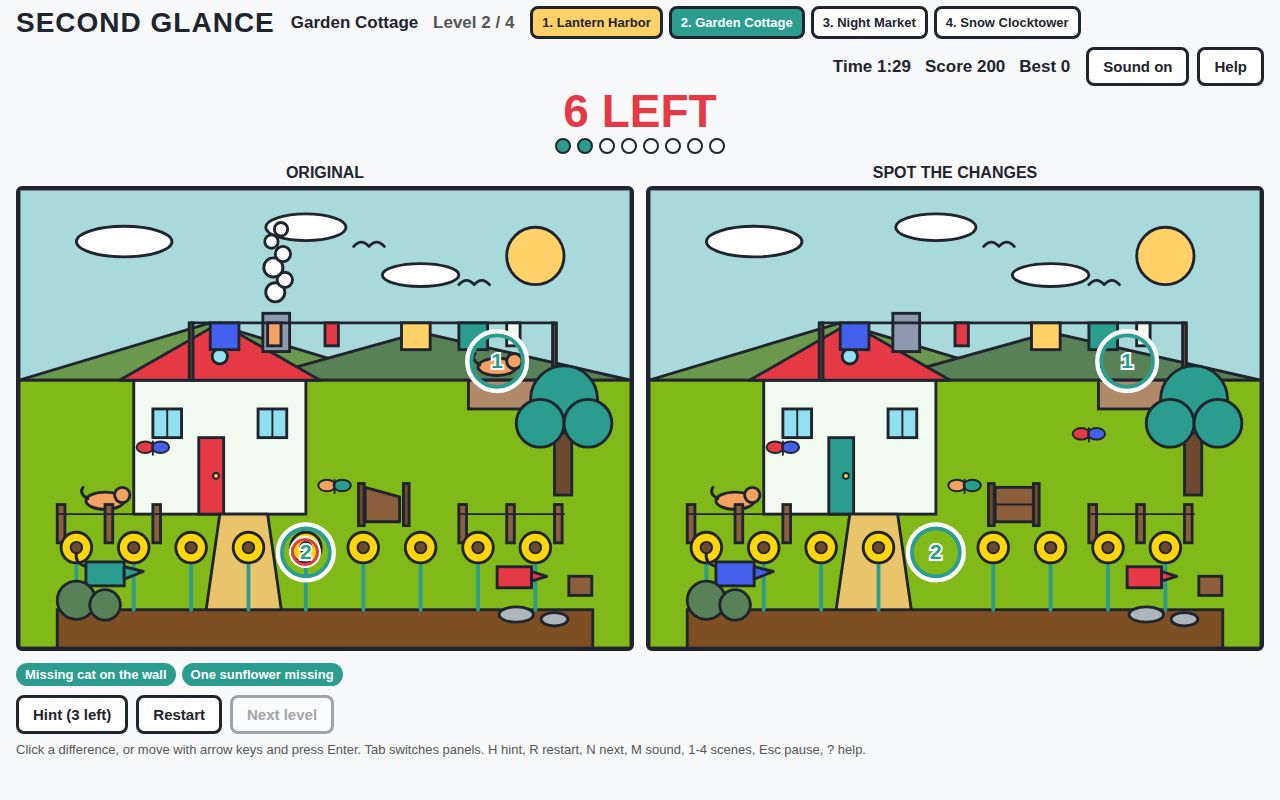 SECOND GLANCE Garden Cottage Level 2 / 4 1. Lantern Harbor 2. Garden Cottage 3. Night Market 4. Snow Clocktower
Time 1:29 Score 200 Best 0 Sound on Help
6 LEFT
ORIGINAL SPOT THE CHANGES
1 1
2 2
Missing cat on the wall One sunflower missing
Hint (3 left) Restart Next level
Click a difference, or move with arrow keys and press Enter. Tab switches panels. H hint, R restart, N next, M sound, 1-4 scenes, Esc pause, ? help.